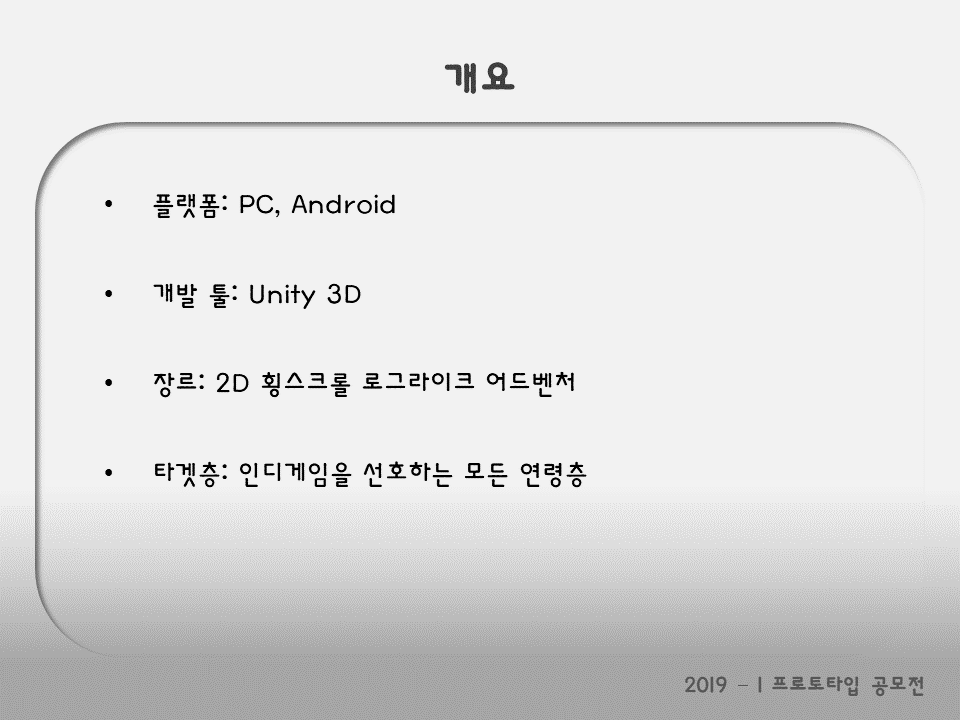 개요
• 플랫폼: PC, Android
• 개발 툴: Unity 3D
• 장르: 2D 횡스크롤 로그라이크 어드벤처
• 타겟층: 인디게임을 선호하는 모든 연령층
2019 – 1 프로토타입 공모전